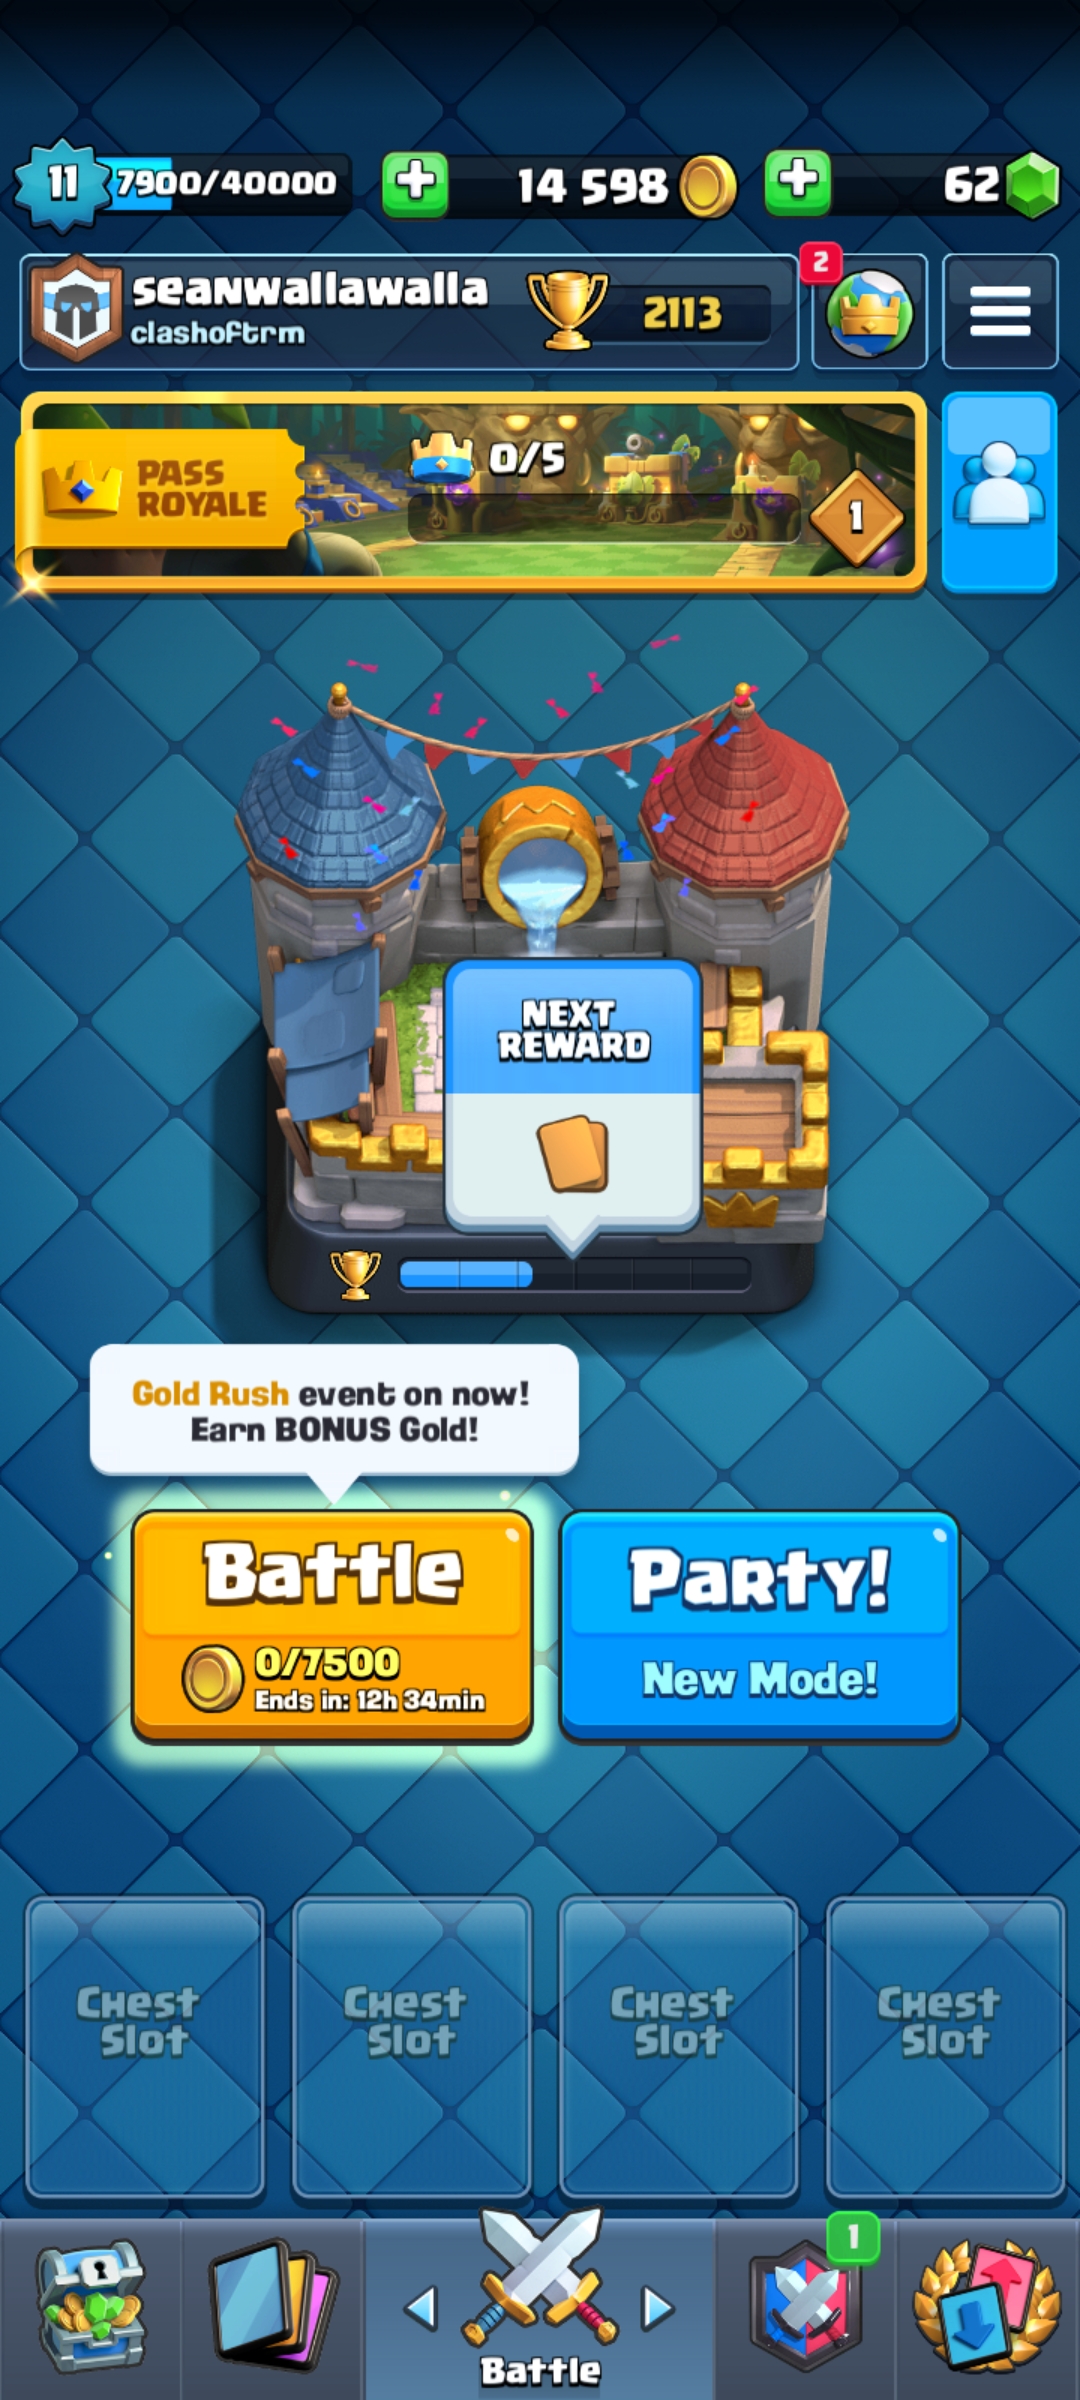 11
7900/40000
14 598
62
seanwallawalla
clashoftrm
2113
2
PASS
ROYALE
0/5
1
NEXT
REWARD
Gold Rush event on now!
Earn BONUS Gold!
Battle
0/7500
Ends in: 12h 34min
Party!
New Mode!
Chest
Slot
Chest
Slot
Chest
Slot
Chest
Slot
1
Battle